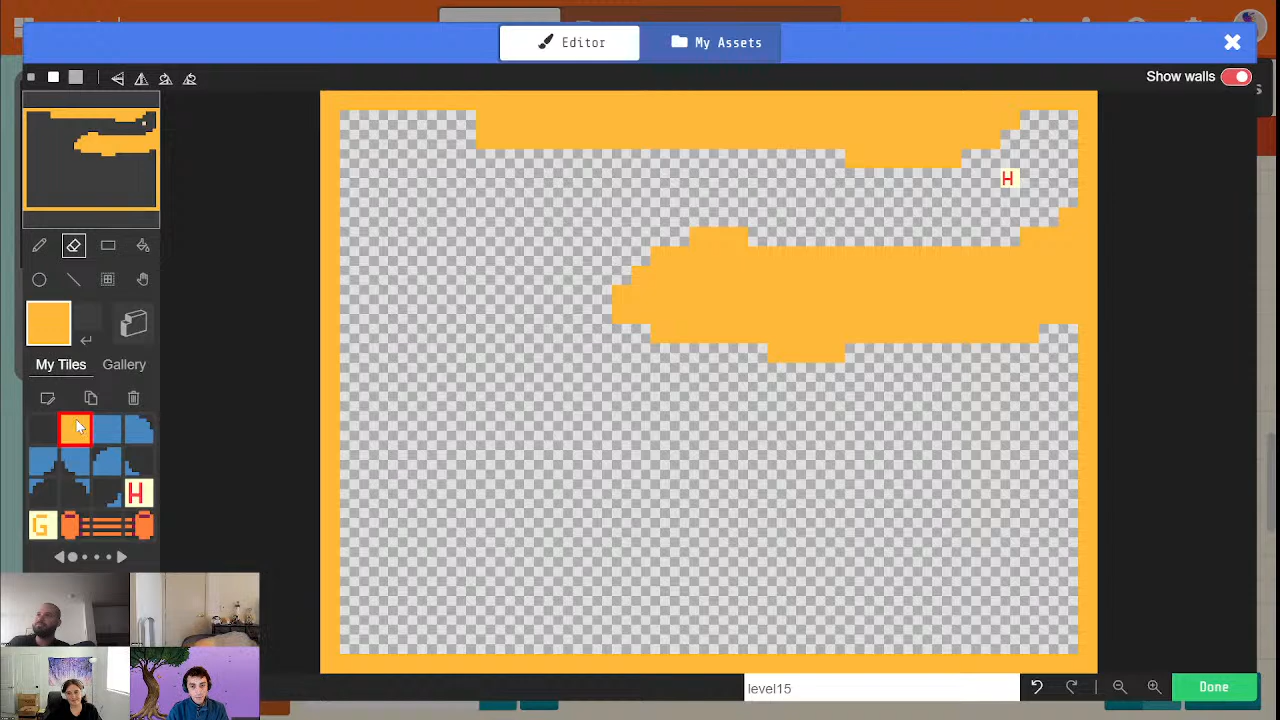 Editor
My Assets
Show walls
H
My Tiles
Gallery
H
G
level15
Done